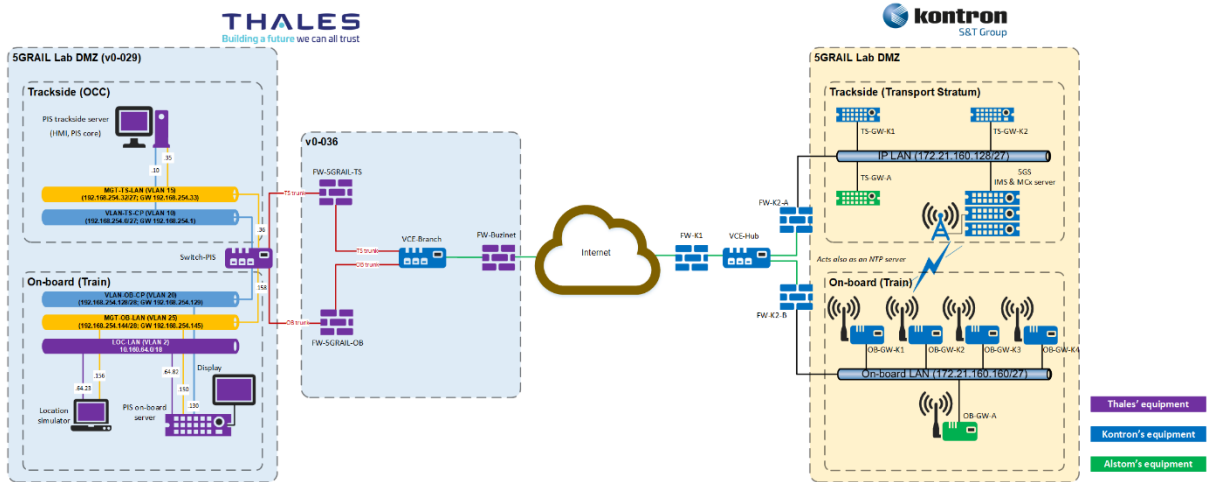 THALES
Building a future we can all trust
kontron
S&T Group
5GRAIL Lab DMZ (v0-029)
Trackside (OCC)
PIS trackside server
(HMI, PIS core)
.35
.10
MGT-TS-LAN (VLAN 15)
(192.168.254.32/27; GW 192.168.254.33)
VLAN-TS-CP (VLAN 10)
(192.168.254.0/27; GW 192.168.254.1)
.36
Switch-PIS
.158
On-board (Train)
VLAN-OB-CP (VLAN 20)
(192.168.254.128/28; GW 192.168.254.129)
MGT-OB-LAN (VLAN 25)
(192.168.254.144/28; GW 192.168.254.145)
LOC-LAN (VLAN 2)
10.160.64.0/18
.64.23
.156
.64.82
.150
.130
Display
Location
simulator
PIS on-board
server
v0-036
FW-5GRAIL-TS
TS trunk
TS trunk
OB trunk
OB trunk
VCE-Branch
FW-BuzInet
FW-5GRAIL-OB
Internet
FW-K1
VCE-Hub
FW-K2-A
FW-K2-B
5GRAIL Lab DMZ
Trackside (Transport Stratum)
TS-GW-K1
TS-GW-K2
IP LAN (172.21.160.128/27)
TS-GW-A
5GS
IMS & MCx server
Acts also as an NTP server
On-board (Train)
OB-GW-K1
OB-GW-K2
OB-GW-K3
OB-GW-K4
On-board LAN (172.21.160.160/27)
OB-GW-A
Thales' equipment
Kontron's equipment
Alstom's equipment